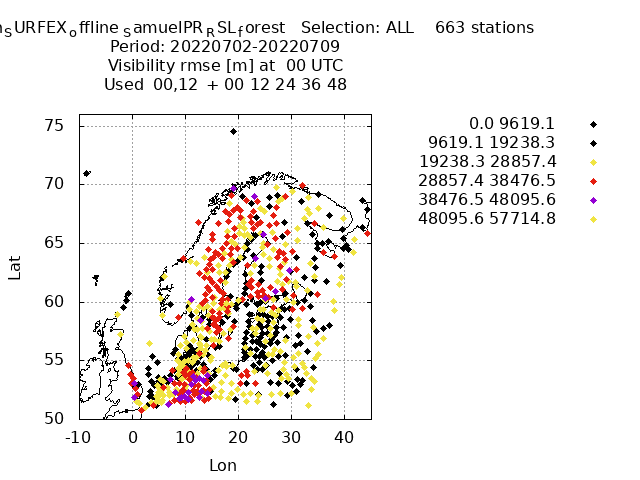 SURFEXoffline SamuelPRRSLforest Selection: ALL 663 stations
Period: 20220702-20220709
Visibility rmse [m] at 00 UTC
Used 00,12 + 00 12 24 36 48
0.0 9619.1
9619.1 19238.3
19238.3 28857.4
28857.4 38476.5
38476.5 48095.6
48095.6 57714.8
75
70
65
60
55
50
-10 0 10 20 30 40
Lat
Lon